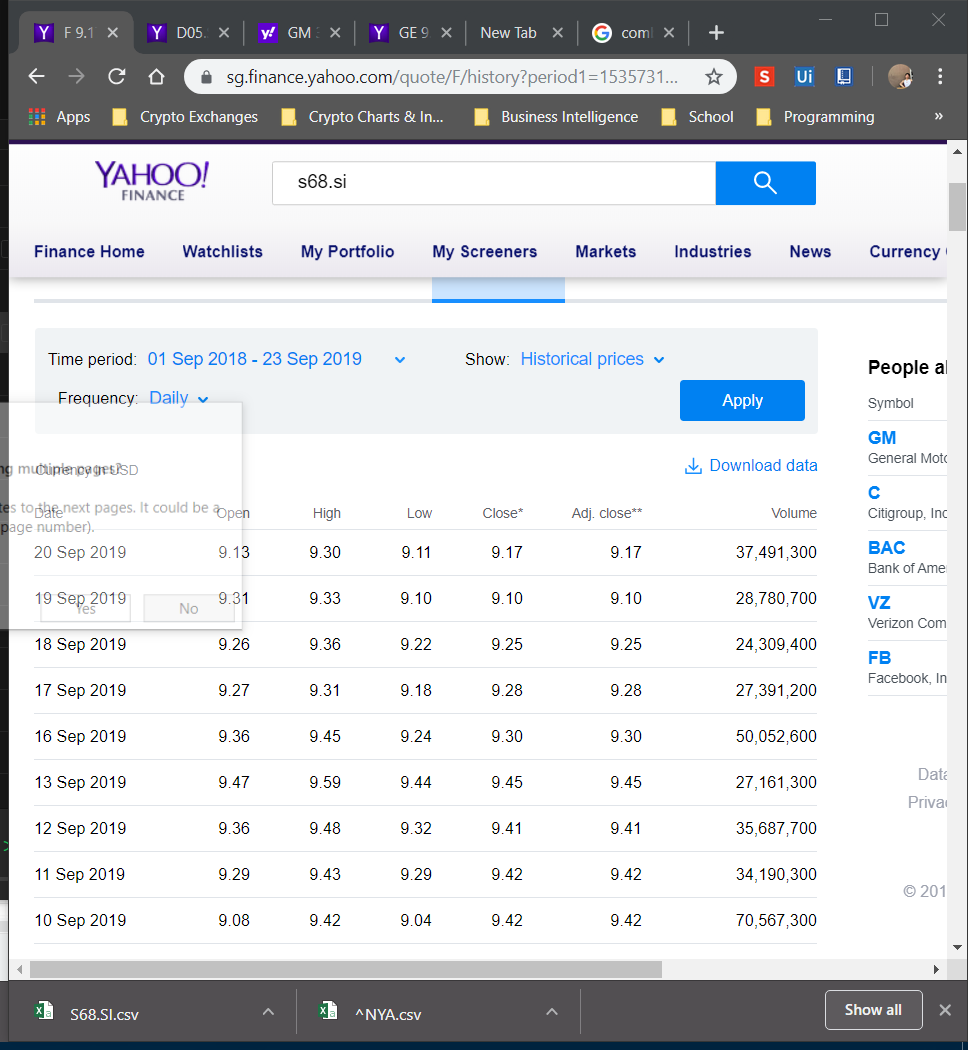 F 9.1
D05.
GM
GE 9
New Tab
com
sg.finance.yahoo.com/quote/F/history?period1=1535731...
S
Ui
Apps
Crypto Exchanges
Crypto Charts & In...
Business Intelligence
School
Programming
»
YAHOO!
FINANCE
s68.si
Finance Home
Watchlists
My Portfolio
My Screeners
Markets
Industries
News
Currency
Time period: 01 Sep 2018 - 23 Sep 2019
Show: Historical prices
Frequency: Daily
Apply
ng multiple pages?
Currency in USD
Download data
tes to the next pages. It could be a
page number).
Yes No
Date Open High Low Close* Adj. close** Volume
20 Sep 2019 9.13 9.30 9.11 9.17 9.17 37,491,300
19 Sep 2019 9.31 9.33 9.10 9.10 9.10 28,780,700
18 Sep 2019 9.26 9.36 9.22 9.25 9.25 24,309,400
17 Sep 2019 9.27 9.31 9.18 9.28 9.28 27,391,200
16 Sep 2019 9.36 9.45 9.24 9.30 9.30 50,052,600
13 Sep 2019 9.47 9.59 9.44 9.45 9.45 27,161,300
12 Sep 2019 9.36 9.48 9.32 9.41 9.41 35,687,700
11 Sep 2019 9.29 9.43 9.29 9.42 9.42 34,190,300
10 Sep 2019 9.08 9.42 9.04 9.42 9.42 70,567,300
People al
Symbol
GM
General Moto
C
Citigroup, Inc
BAC
Bank of Ame
VZ
Verizon Com
FB
Facebook, In
Data
Priva
© 201
S68.SI.csv
^NYA.csv
Show all